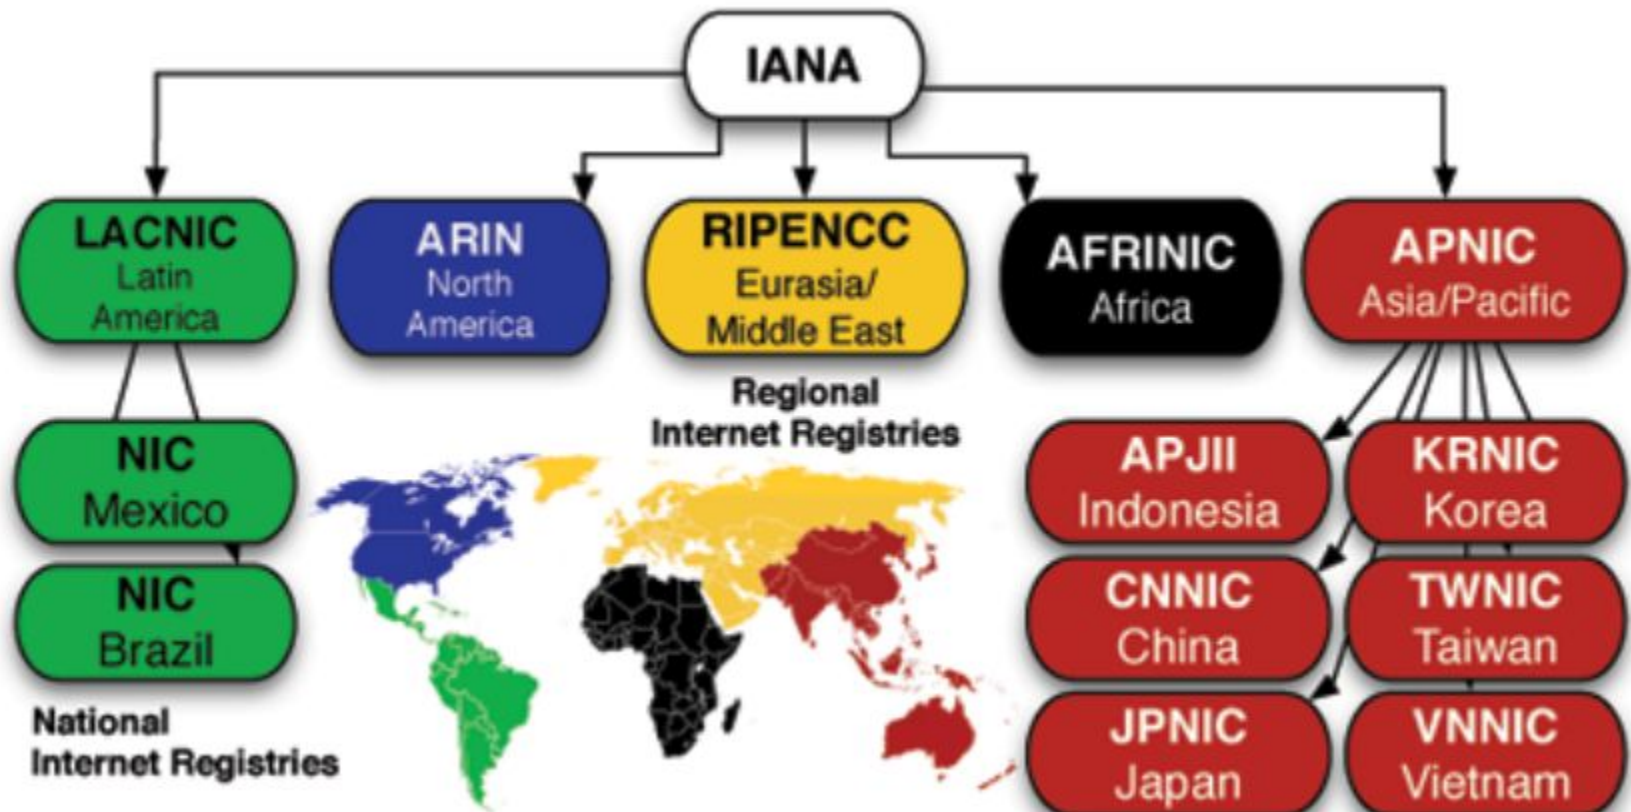 IANA
LACNIC
Latin
America
ARIN
North
America
RIPENCC
Eurasia/
Middle East
AFRINIC
Africa
APNIC
Asia/Pacific
Regional
Internet Registries
NIC
Mexico
NIC
Brazil
National
Internet Registries
APJII
Indonesia
KRNIC
Korea
CNNIC
China
TWNIC
Taiwan
JPNIC
Japan
VNNIC
Vietnam